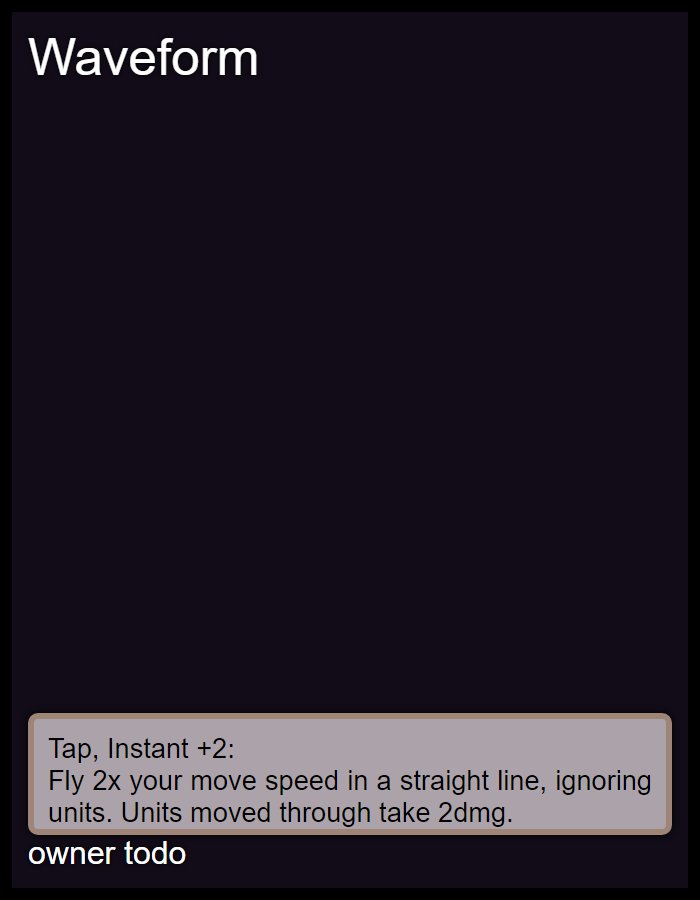 Waveform
Tap, Instant +2:
Fly 2x your move speed in a straight line, ignoring
units. Units moved through take 2dmg.
owner todo